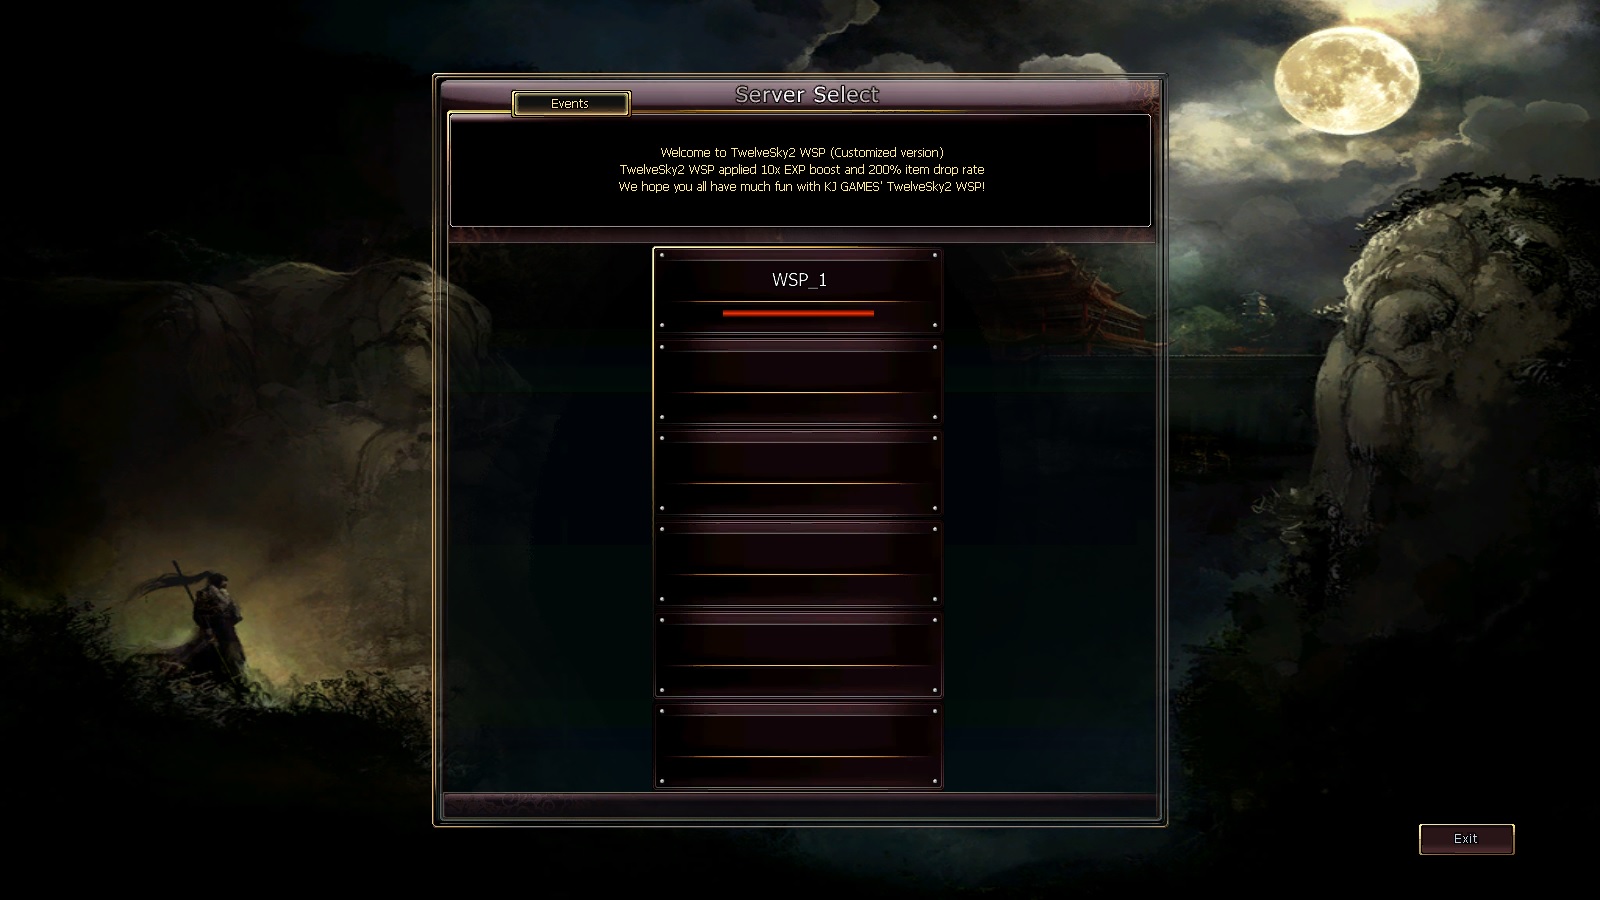 Server Select
Events
Welcome to TwelveSky2 WSP (Customized version)
TwelveSky2 WSP applied 10x EXP boost and 200% item drop rate
We hope you all have much fun with KJ GAMES' TwelveSky2 WSP!
WSP_1
Exit